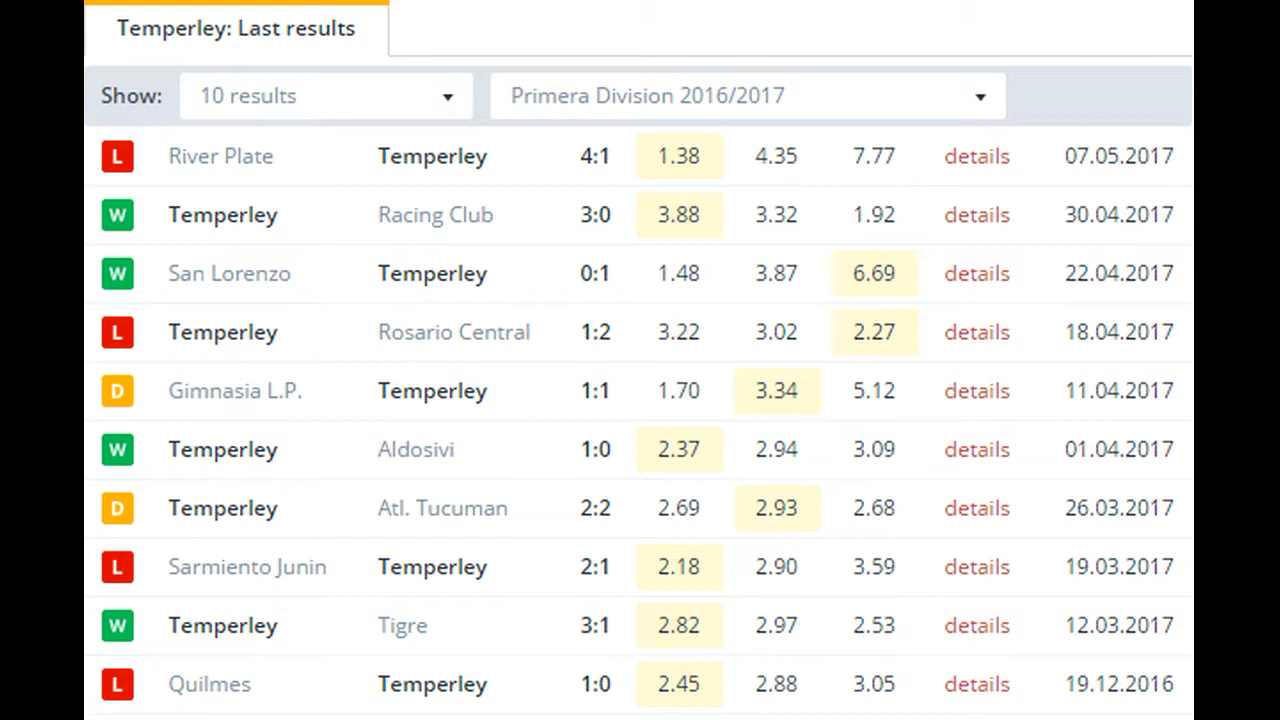 Temperley: Last results
Show: 10 results Primera Division 2016/2017
L River Plate Temperley 4:1 1.38 4.35 7.77 details 07.05.2017
W Temperley Racing Club 3:0 3.88 3.32 1.92 details 30.04.2017
W San Lorenzo Temperley 0:1 1.48 3.87 6.69 details 22.04.2017
L Temperley Rosario Central 1:2 3.22 3.02 2.27 details 18.04.2017
D Gimnasia L.P. Temperley 1:1 1.70 3.34 5.12 details 11.04.2017
W Temperley Aldosivi 1:0 2.37 2.94 3.09 details 01.04.2017
D Temperley Atl. Tucuman 2:2 2.69 2.93 2.68 details 26.03.2017
L Sarmiento Junin Temperley 2:1 2.18 2.90 3.59 details 19.03.2017
W Temperley Tigre 3:1 2.82 2.97 2.53 details 12.03.2017
L Quilmes Temperley 1:0 2.45 2.88 3.05 details 19.12.2016